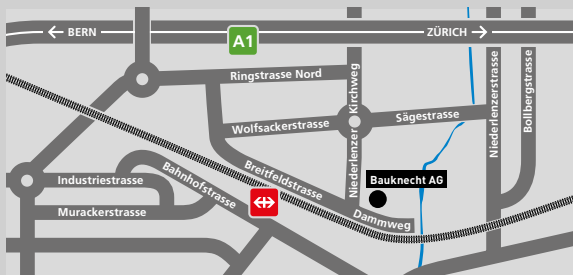 BERN
A1
ZÜRICH
Ringstrasse Nord
Niederlenzer Kirchweg
Wolfsackerstrasse
Sägestrasse
Niederlenzerstrasse
Bollbergstrasse
Industriestrasse
Bahnhofstrasse
Breitfeldstrasse
Bauknecht AG
Murackerstrasse
Dammweg